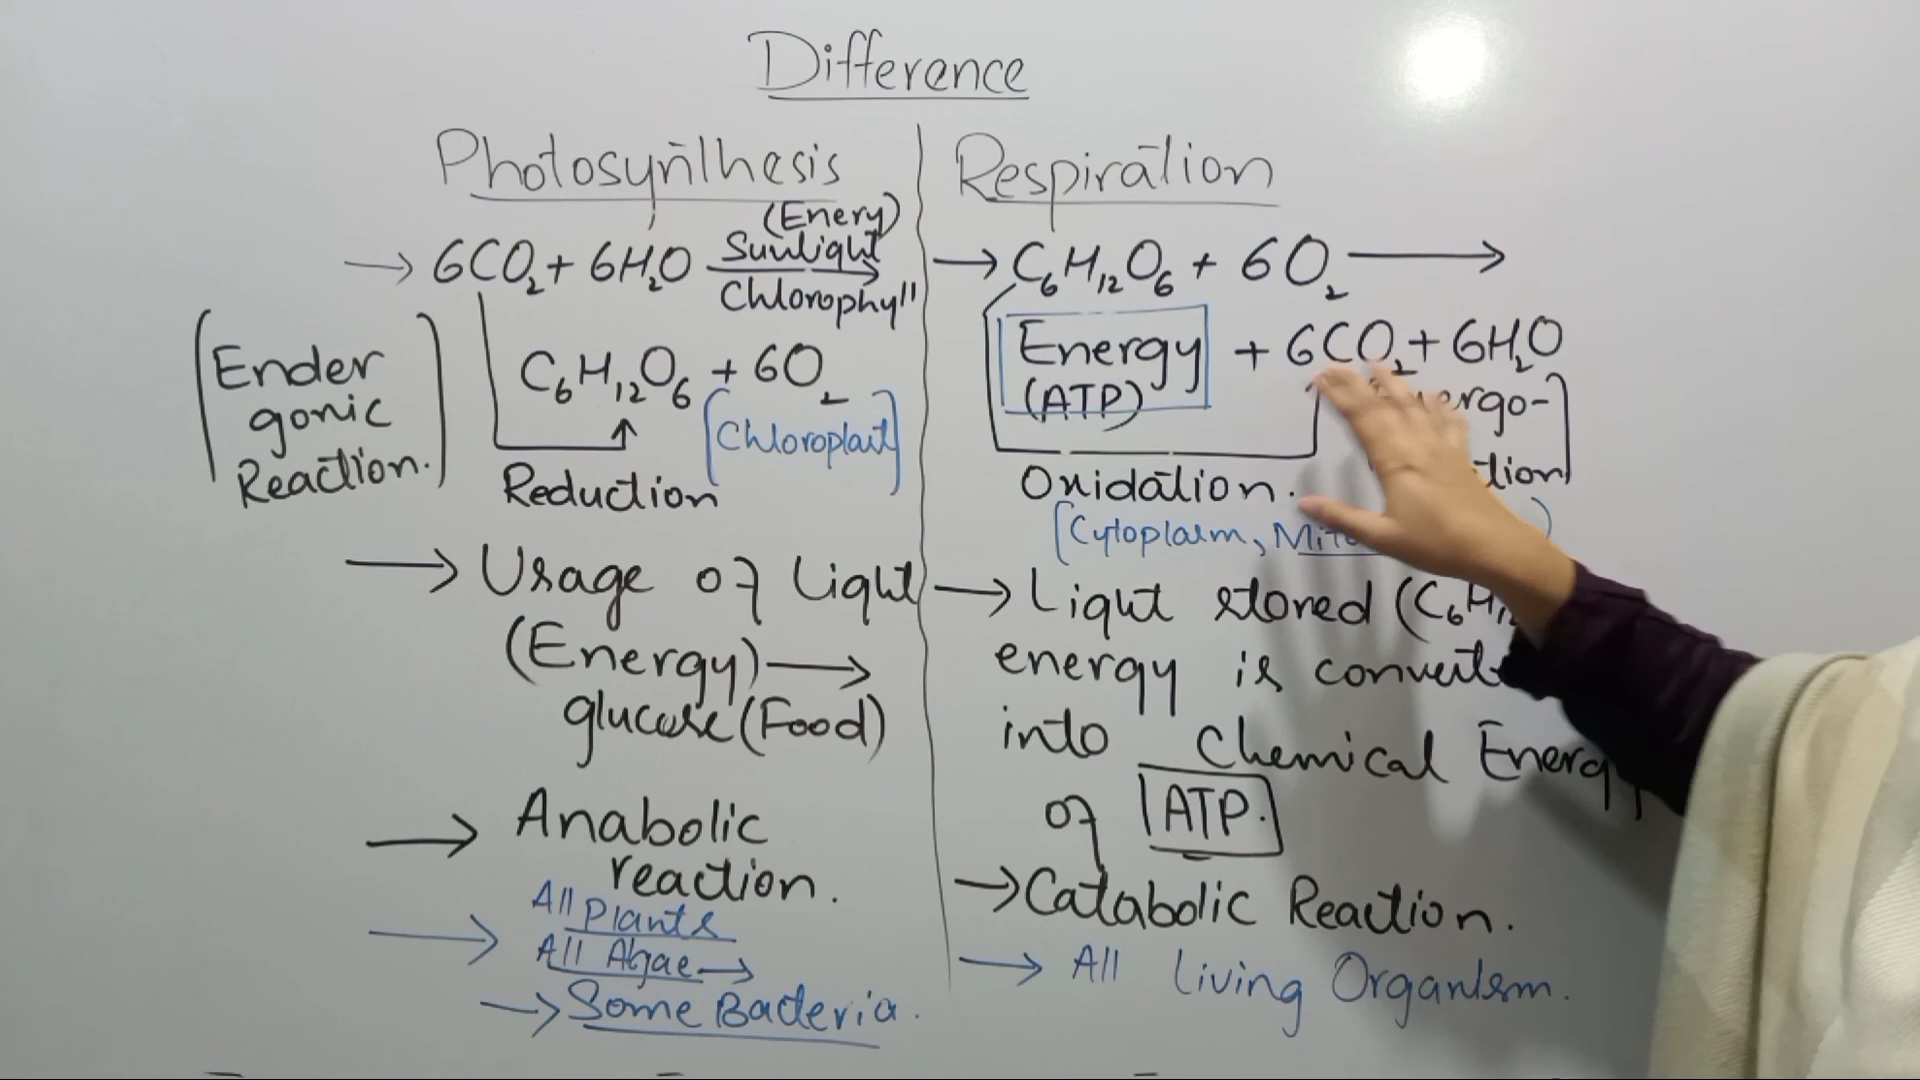 Difference
Photosynthesis
(Enery)
→ 6CO₂ + 6H₂O Sunlight
Chlorophyll
C₆H₁₂O₆ + 6O₂
(Ender
gonic
Reaction.)
[Chloroplast]
Reduction
→ Usage of Light
(Energy) →
glucose (Food)
→ Anabolic
reaction.
→ All Plants
All Algae →
→ Some Bacteria.
Respiration
→ C₆H₁₂O₆ + 6O₂ →
Energy + 6CO₂ + 6H₂O
(ATP)
Oxidation.
(Cytoplasm,
→ Light stored (C₆H₁₂
energy is
into Chemical Energy
of ATP.
→ Catabolic Reaction.
→ All Living Organism.